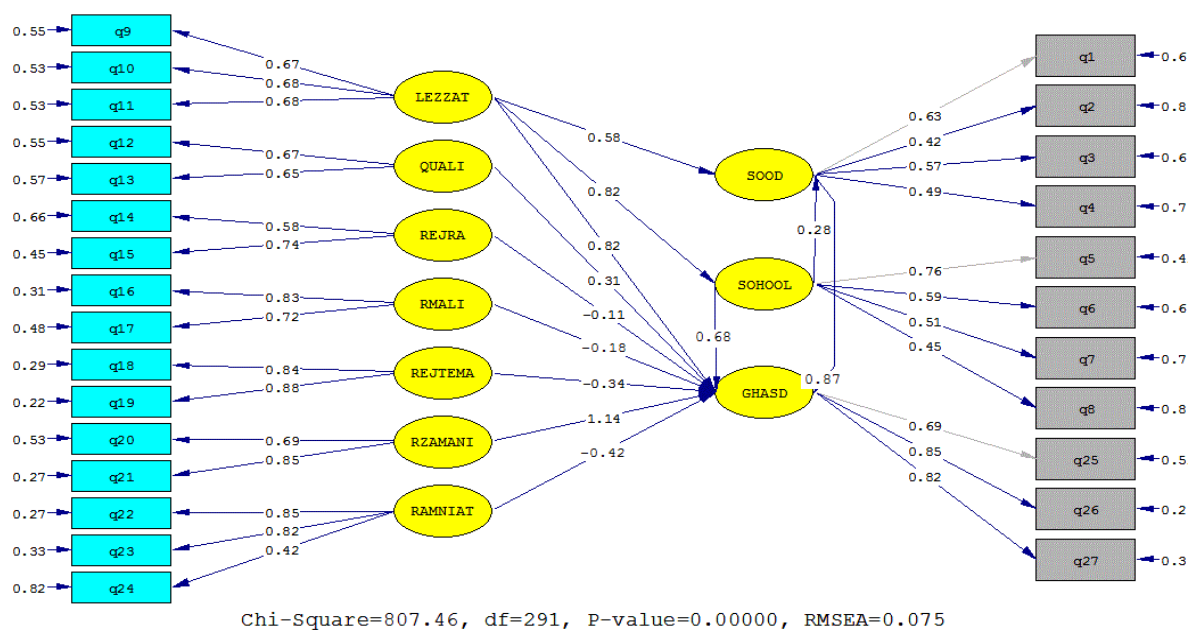 0.55 q9
0.53 q10
0.53 q11
0.55 q12
0.57 q13
0.66 q14
0.45 q15
0.31 q16
0.48 q17
0.29 q18
0.22 q19
0.53 q20
0.27 q21
0.27 q22
0.33 q23
0.82 q24
0.67
0.68
0.68
0.67
0.65
0.58
0.74
0.83
0.72
0.84
0.88
0.69
0.85
0.85
0.82
0.42
LEZZAT
QUALI
REJRA
RMALI
REJTEMA
RZAMANI
RAMNIAT
0.58
0.82
0.82
0.31
-0.11
-0.18
-0.34
1.14
-0.42
SOOD
0.28
SOHOOL
0.68
GHASD
0.87
0.63
0.42
0.57
0.49
0.76
0.59
0.51
0.45
0.69
0.85
0.82
q1 0.6
q2 0.8
q3 0.6
q4 0.7
q5 0.4
q6 0.6
q7 0.7
q8 0.8
q25 0.5
q26 0.2
q27 0.3
Chi-Square=807.46, df=291, P-value=0.00000, RMSEA=0.075